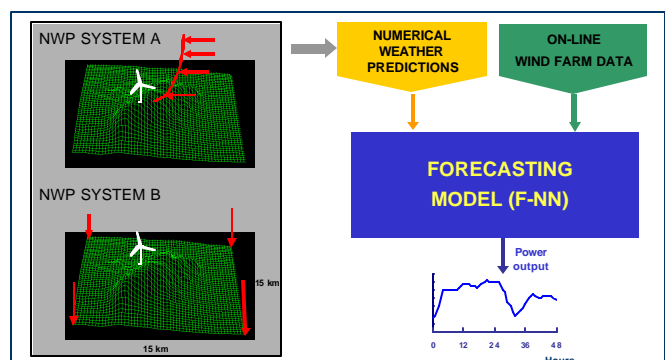 NWP SYSTEM A
NWP SYSTEM B
15 km
15 km
NUMERICAL
WEATHER
PREDICTIONS
ON-LINE
WIND FARM DATA
FORECASTING
MODEL (F-NN)
Power
output
0 12 24 36 48
Hours